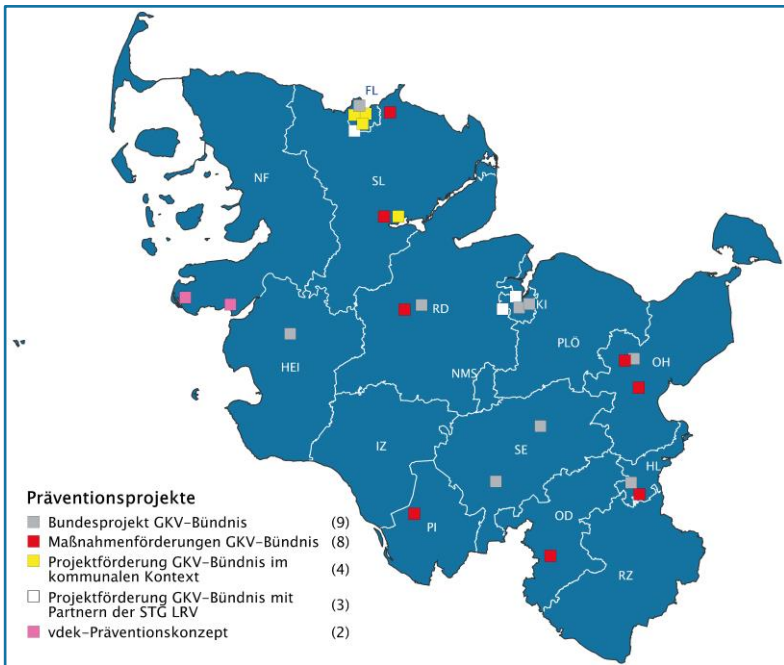 FL
NF
SL
RD
KI
PLÖ
OH
HEI
NMS
IZ
SE
HL
PI
OD
RZ
Präventionsprojekte
Bundesprojekt GKV-Bündnis (9)
Maßnahmenförderungen GKV-Bündnis (8)
Projektförderung GKV-Bündnis im
kommunalen Kontext (4)
Projektförderung GKV-Bündnis mit
Partnern der STG LRV (3)
vdek-Präventionskonzept (2)